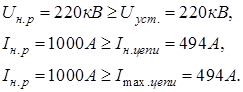 Uн.р = 220кВ ≥ Uуст. = 220кВ,
Iн.р = 1000А ≥ Iн.цепи = 494А,
Iн.р = 1000А ≥ Imax.цепи = 494А.